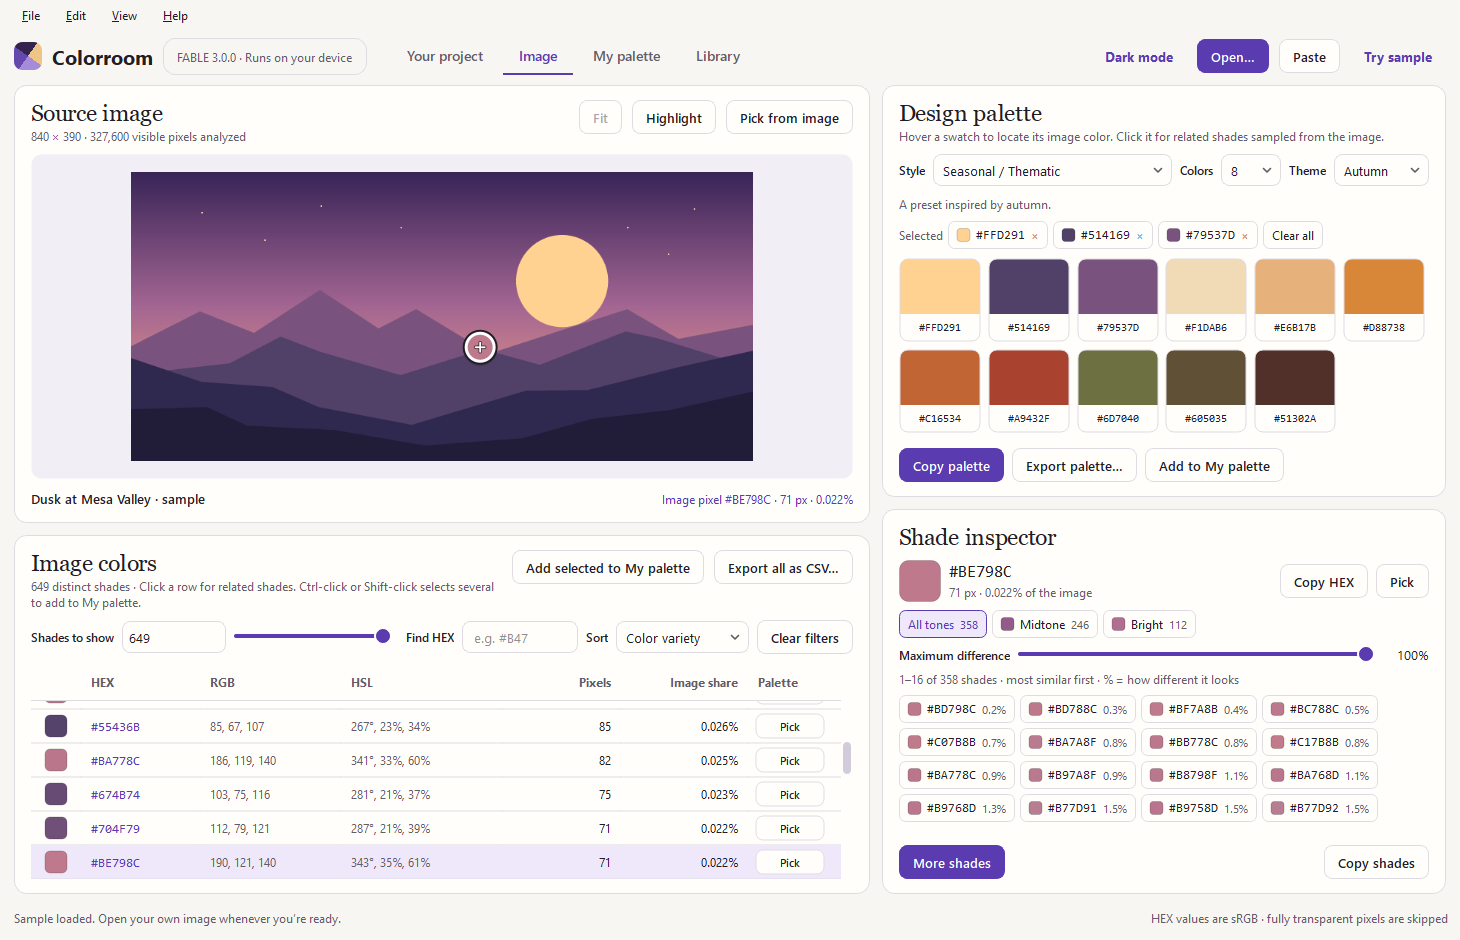 File Edit View Help
Colorroom
FABLE 3.0.0 · Runs on your device
Your project Image My palette Library
Dark mode Open... Paste Try sample
Source image
840 × 390 · 327,600 visible pixels analyzed
Fit Highlight Pick from image
Dusk at Mesa Valley · sample
Image pixel #BE798C · 71 px · 0.022%
Image colors
649 distinct shades · Click a row for related shades. Ctrl-click or Shift-click selects several
to add to My palette.
Add selected to My palette Export all as CSV...
Shades to show 649 Find HEX e.g. #B47 Sort Color variety Clear filters
HEX RGB HSL Pixels Image share Palette
#55436B 85, 67, 107 267°, 23%, 34% 85 0.026% Pick
#BA778C 186, 119, 140 341°, 33%, 60% 82 0.025% Pick
#674B74 103, 75, 116 281°, 21%, 37% 75 0.023% Pick
#704F79 112, 79, 121 287°, 21%, 39% 71 0.022% Pick
#BE798C 190, 121, 140 343°, 35%, 61% 71 0.022% Pick
Design palette
Hover a swatch to locate its image color. Click it for related shades sampled from the image.
Style Seasonal / Thematic Colors 8 Theme Autumn
A preset inspired by autumn.
Selected #FFD291 × #514169 × #79537D × Clear all
#FFD291 #514169 #79537D #F1DAB6 #E6B17B #D88738
#C16534 #A9432F #6D7040 #605035 #51302A
Copy palette Export palette... Add to My palette
Shade inspector
#BE798C
71 px · 0.022% of the image
Copy HEX Pick
All tones 358 Midtone 246 Bright 112
Maximum difference 100%
1–16 of 358 shades · most similar first · % = how different it looks
#BD798C 0.2% #BD788C 0.3% #BF7A8B 0.4% #BC788C 0.5%
#C07B8B 0.7% #BA7A8F 0.8% #BB778C 0.8% #C17B8B 0.8%
#BA778C 0.9% #B97A8F 0.9% #B8798F 1.1% #BA768D 1.1%
#B9768D 1.3% #B77D91 1.5% #B9758D 1.5% #B77D92 1.5%
More shades Copy shades
Sample loaded. Open your own image whenever you're ready.
HEX values are sRGB · fully transparent pixels are skipped